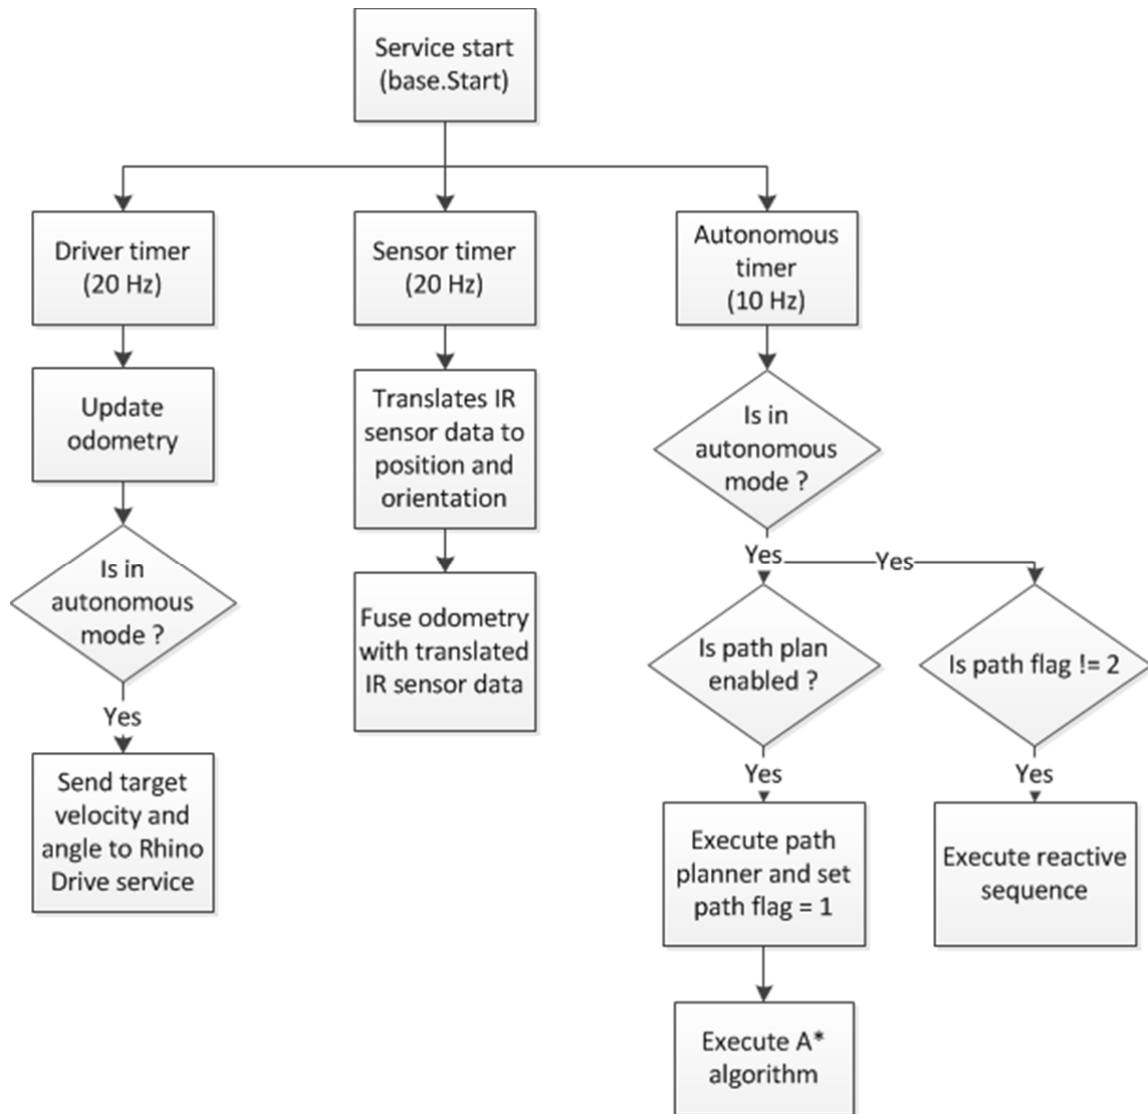 Service start
(base.Start)
Driver timer
(20 Hz)
Sensor timer
(20 Hz)
Autonomous
timer
(10 Hz)
Update
odometry
Translates IR
sensor data to
position and
orientation
Is in
autonomous
mode ?
Is in
autonomous
mode ?
Fuse odometry
with translated
IR sensor data
Yes
Yes
Is path plan
enabled ?
Is path flag != 2
Yes
Yes
Yes
Send target
velocity and
angle to Rhino
Drive service
Execute path
planner and set
path flag = 1
Execute reactive
sequence
Execute A*
algorithm